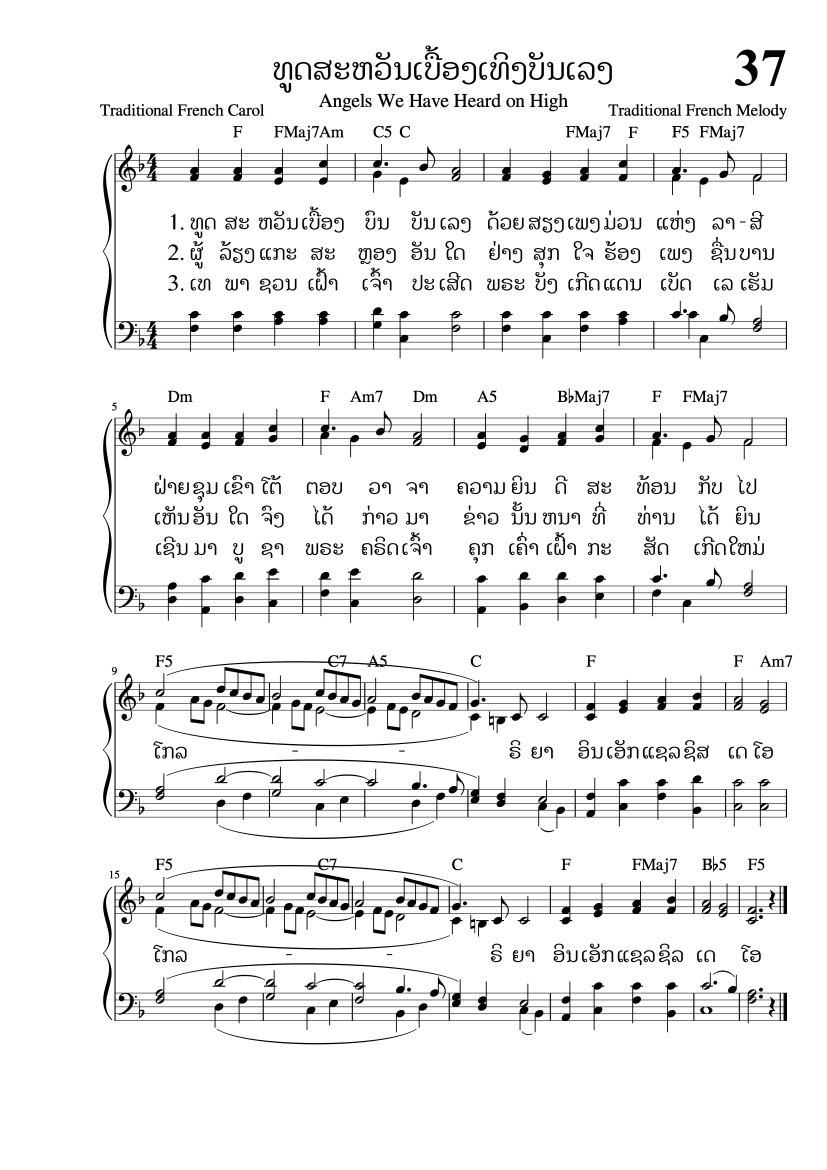 ທູດສະຫວັນເບື້ອງເທິງບັນເລງ
37
Angels We Have Heard on High
Traditional French Carol
Traditional French Melody
F FMaj7 Am C5 C FMaj7 F F5 FMaj7
1. ທູດ ສະ ຫວັນ ເບື້ອງ ບົນ ບັນ ເລງ ດ້ວຍ ສຽງ ເພງ ມ່ວນ ແຫ່ງ ລາ - ສີ
2. ຜູ້ ລ້ຽງ ແກະ ສະ ຫຼອງ ອັນ ໃດ ຢ່າງ ສຸກ ໃຈ ຮ້ອງ ເພງ ຊື່ນ ບານ
3. ເທ ພາ ຊວນ ເຝົ້າ ເຈົ້າ ປະ ເສີດ ພຣະ ບັງ ເກີດ ແດນ ເບັດ ເລ ເຮັມ
5
Dm F Am7 Dm A5 B♭Maj7 F FMaj7
ຝ່າຍ ຊຸມ ເຂົາ ໂຕ້ ຕອບ ວາ ຈາ ຄວາມ ຍິນ ດີ ສະ ທ້ອນ ກັບ ໄປ
ເຫັນ ອັນ ໃດ ຈົ່ງ ໄດ້ ກ່າວ ມາ ຂ່າວ ນັ້ນ ຫນາ ທີ່ ທ່ານ ໄດ້ ຍິນ
ເຊີນ ມາ ບູ ຊາ ພຣະ ຄຣິດ ເຈົ້າ ຄຸກ ເຄົ່າ ເຝົ້າ ກະ ສັດ ເກີດ ໃຫມ່
9
F5 C7 A5 C F F Am7
ໂກລ - - - ຣິ ຍາ ອິນ ເອັກ ແຊລ ຊິສ ເດ ໂອ
15
F5 C7 C F FMaj7 B♭5 F5
ໂກລ - - ຣິ ຍາ ອິນ ເອັກ ແຊລ ຊິລ ເດ ໂອ